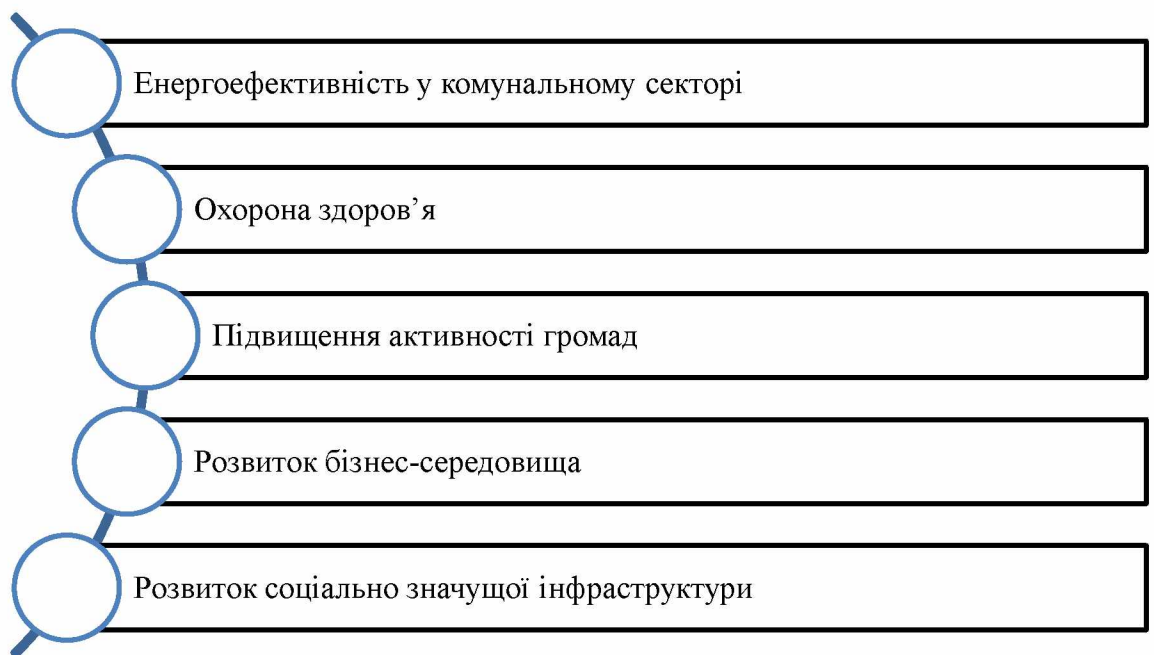 Енергоефективність у комунальному секторі
Охорона здоров’я
Підвищення активності громад
Розвиток бізнес-середовища
Розвиток соціально значущої інфраструктури